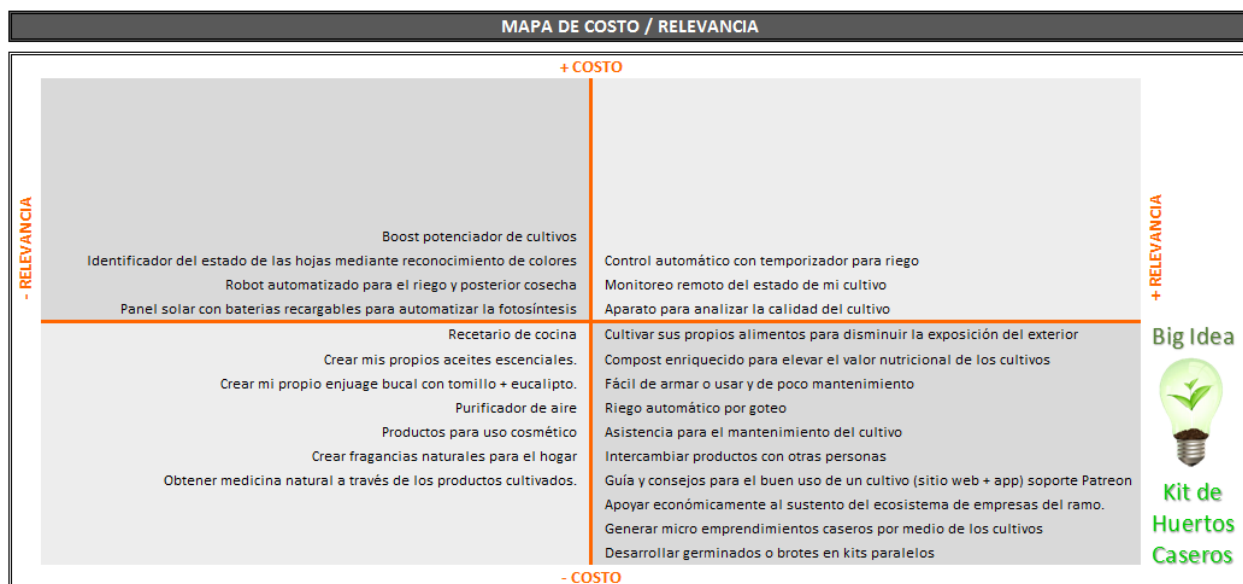 MAPA DE COSTO / RELEVANCIA
+ COSTO
- RELEVANCIA
Boost potenciador de cultivos
Identificador del estado de las hojas mediante reconocimiento de colores
Robot automatizado para el riego y posterior cosecha
Panel solar con baterias recargables para automatizar la fotosíntesis
Control automático con temporizador para riego
Monitoreo remoto del estado de mi cultivo
Aparato para analizar la calidad del cultivo
+ RELEVANCIA
Recetario de cocina
Crear mis propios aceites escenciales.
Crear mi propio enjuage bucal con tomillo + eucalipto.
Purificador de aire
Productos para uso cosmético
Crear fragancias naturales para el hogar
Obtener medicina natural a través de los productos cultivados.
Cultivar sus propios alimentos para disminuir la exposición del exterior
Compost enriquecido para elevar el valor nutricional de los cultivos
Fácil de armar o usar y de poco mantenimiento
Riego automático por goteo
Asistencia para el mantenimiento del cultivo
Intercambiar productos con otras personas
Guía y consejos para el buen uso de un cultivo (sitio web + app) soporte Patreon
Apoyar económicamente al sustento del ecosistema de empresas del ramo.
Generar micro emprendimientos caseros por medio de los cultivos
Desarrollar germinados o brotes en kits paralelos
Big Idea
Kit de
Huertos
Caseros
- COSTO